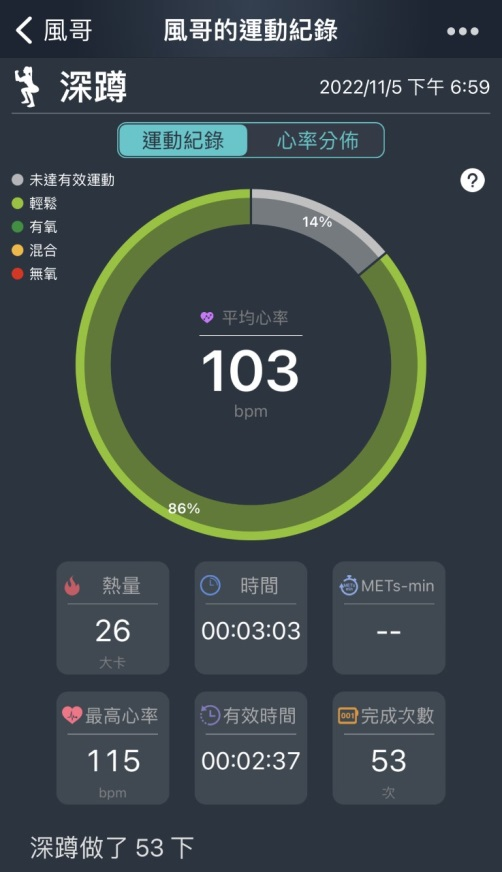 風哥
風哥的運動紀錄
深蹲
2022/11/5 下午 6:59
運動紀錄
心率分佈
未達有效運動
輕鬆
有氧
混合
無氧
?
14%
平均心率
103
bpm
86%
熱量
26
大卡
時間
00:03:03
METs-min
--
最高心率
115
bpm
有效時間
00:02:37
001
完成次數
53
次
深蹲做了 53 下